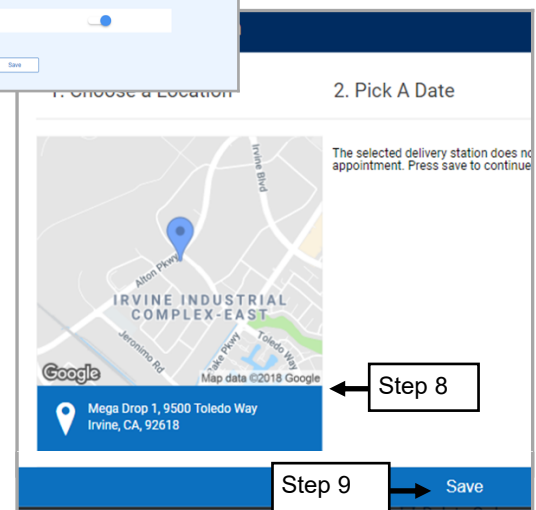 Save
1. Choose a Location
2. Pick A Date
The selected delivery station does no
appointment. Press save to continue
Irvine Blvd
Alton Pkwy
IRVINE INDUSTRIAL
COMPLEX-EAST
Jeronimo Rd
ake Pkwy
Toledo Way
Google
Map data ©2018 Google
Step 8
Mega Drop 1, 9500 Toledo Way
Irvine, CA, 92618
Step 9
Save